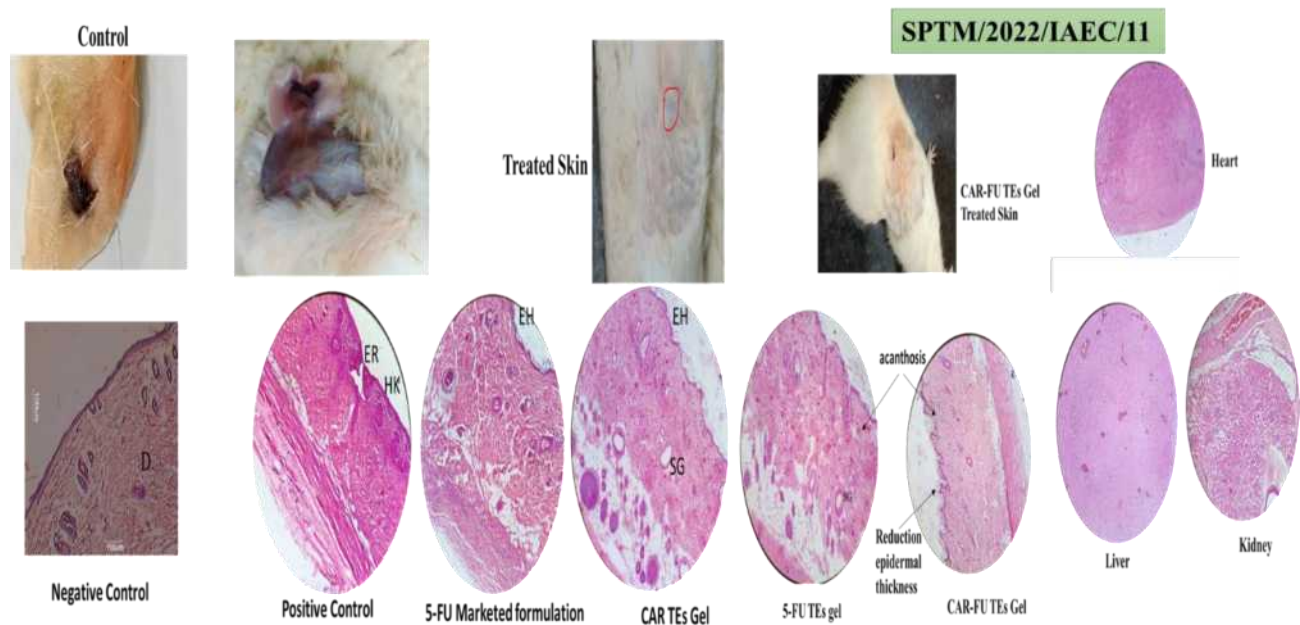 Control
SPTM/2022/IAEC/11
Treated Skin
CAR-FU TEs Gel
Treated Skin
Heart
D
ER
HK
EH
EH
SG
acanthosis
Reduction
epidermal
thickness
Negative Control
Positive Control
5-FU Marketed formulation
CAR TEs Gel
5-FU TEs gel
CAR-FU TEs Gel
Liver
Kidney